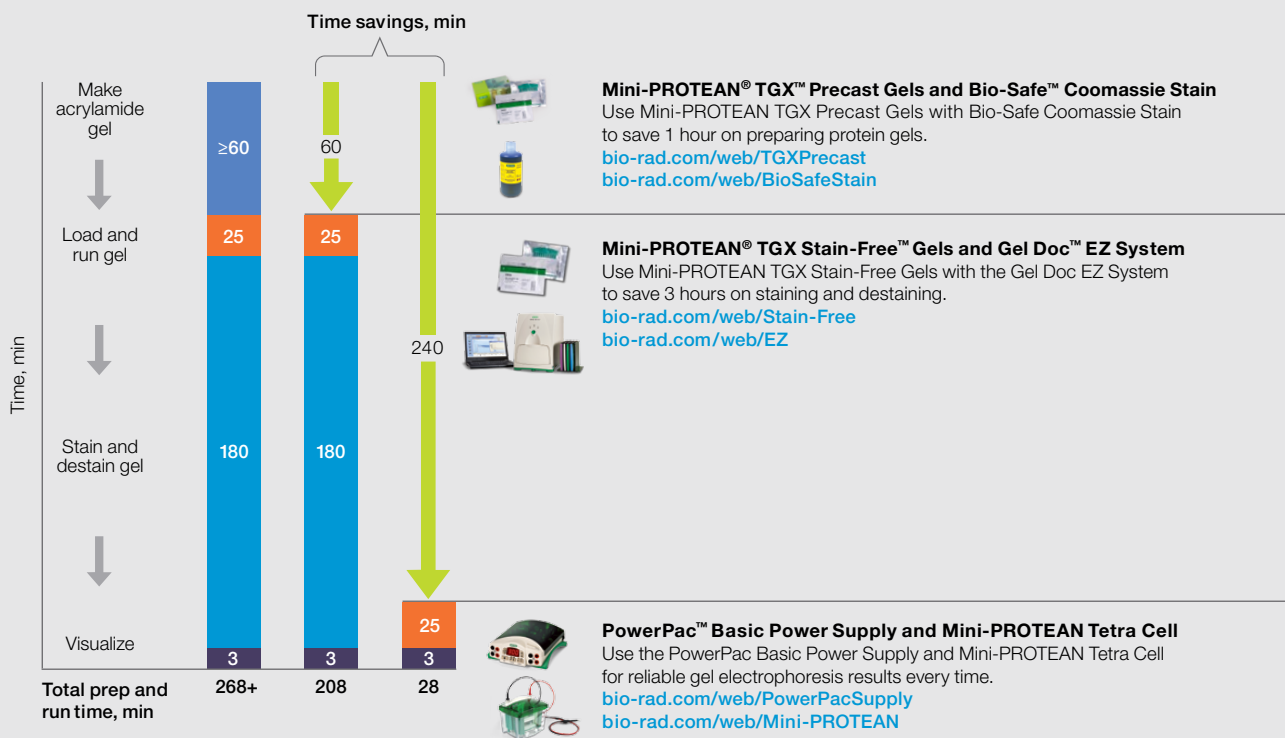 Time savings, min
Time, min
Make
acrylamide
gel
Load and
run gel
Stain and
destain gel
Visualize
≥60
25
180
3
60
25
180
3
240
25
3
Total prep and
run time, min
268+
208
28
Mini-PROTEAN® TGX™ Precast Gels and Bio-Safe™ Coomassie Stain
Use Mini-PROTEAN TGX Precast Gels with Bio-Safe Coomassie Stain
to save 1 hour on preparing protein gels.
bio-rad.com/web/TGXPrecast
bio-rad.com/web/BioSafeStain
Mini-PROTEAN® TGX Stain-Free™ Gels and Gel Doc™ EZ System
Use Mini-PROTEAN TGX Stain-Free Gels with the Gel Doc EZ System
to save 3 hours on staining and destaining.
bio-rad.com/web/Stain-Free
bio-rad.com/web/EZ
PowerPac™ Basic Power Supply and Mini-PROTEAN Tetra Cell
Use the PowerPac Basic Power Supply and Mini-PROTEAN Tetra Cell
for reliable gel electrophoresis results every time.
bio-rad.com/web/PowerPacSupply
bio-rad.com/web/Mini-PROTEAN